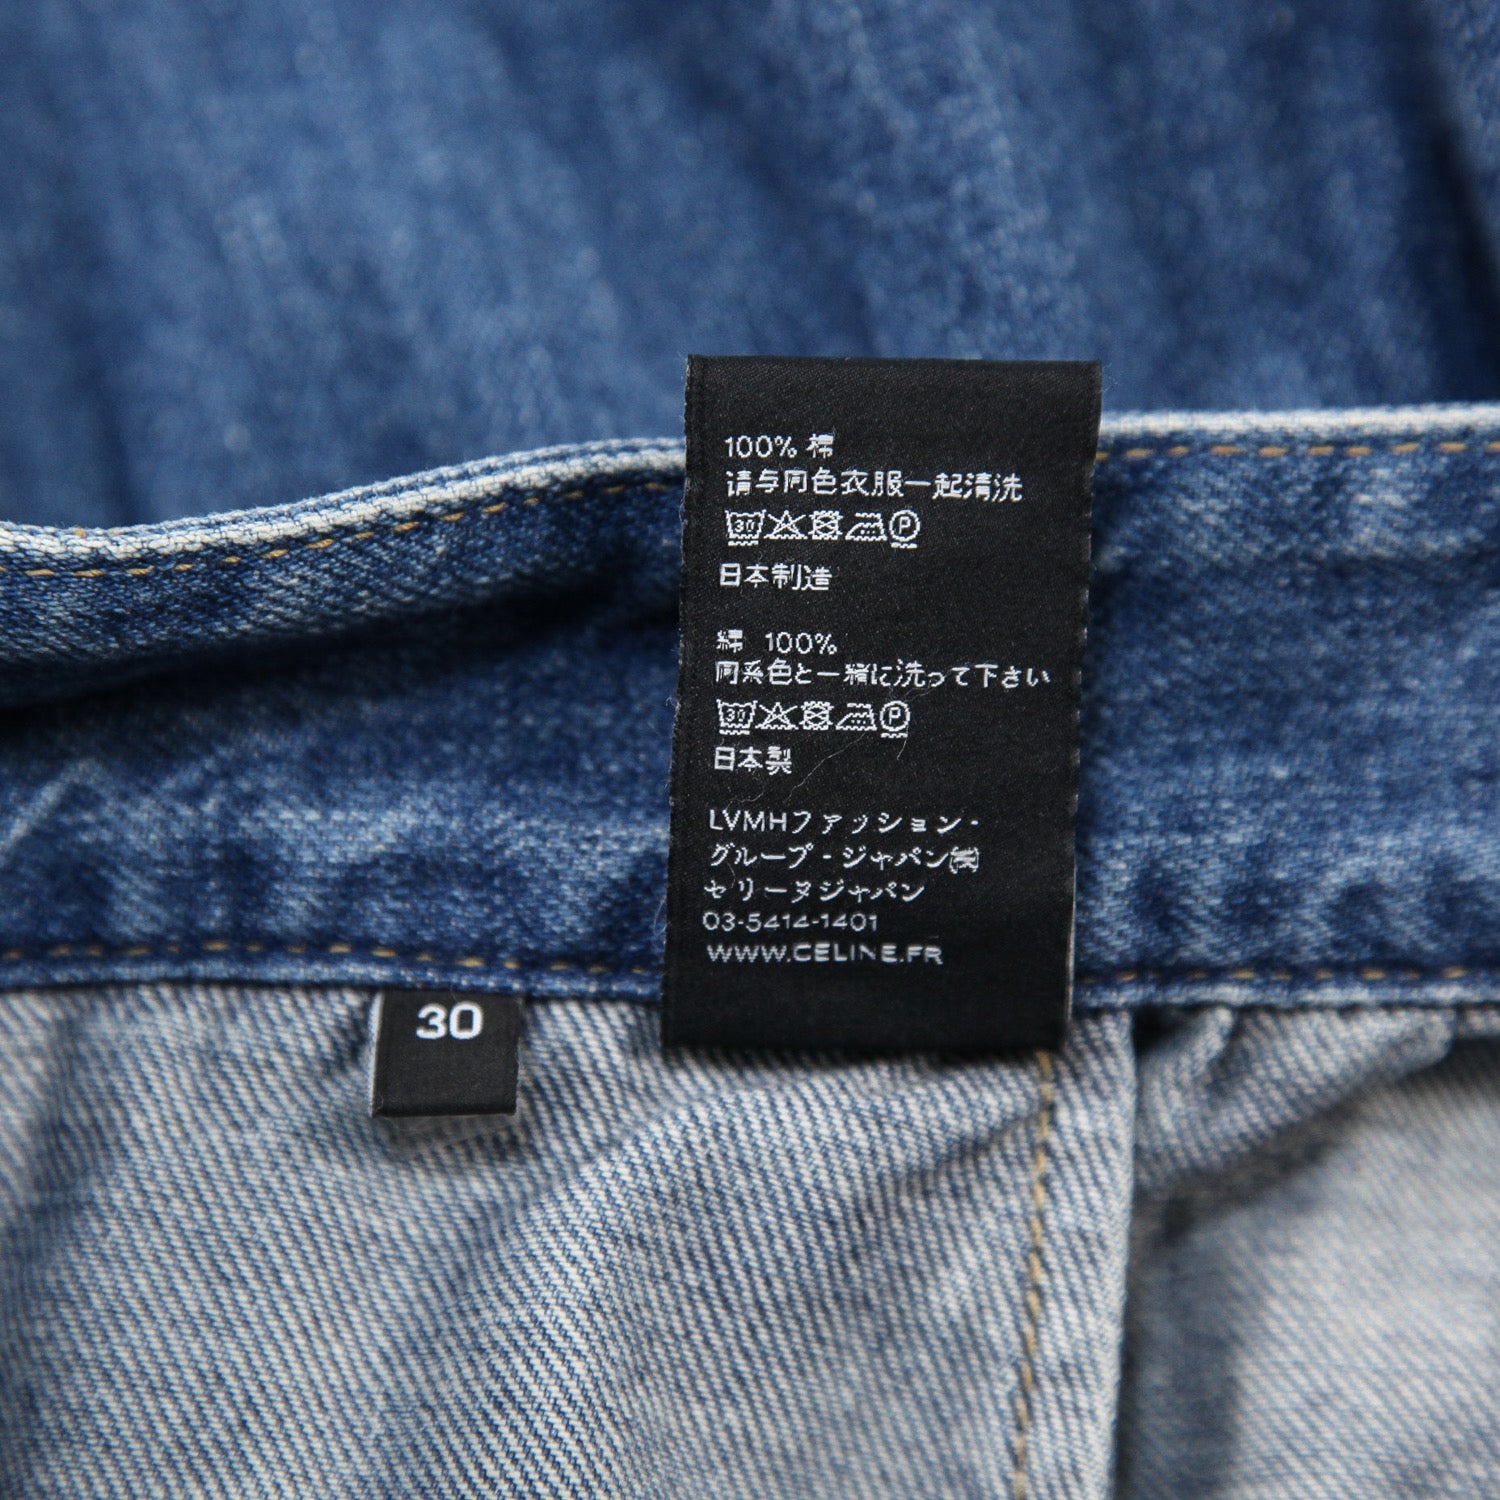 100% 棉
请与同色衣服一起清洗
30 P
日本制造
綿 100%
同系色と一緒に洗って下さい
30 P
日本製
LVMHファッション・
グループ・ジャパン㈱
セリーヌジャパン
03-5414-1401
WWW.CELINE.FR
30